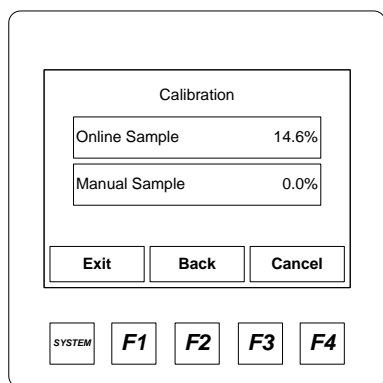 Calibration
Online Sample 14.6%
Manual Sample 0.0%
Exit Back Cancel
SYSTEM F1 F2 F3 F4